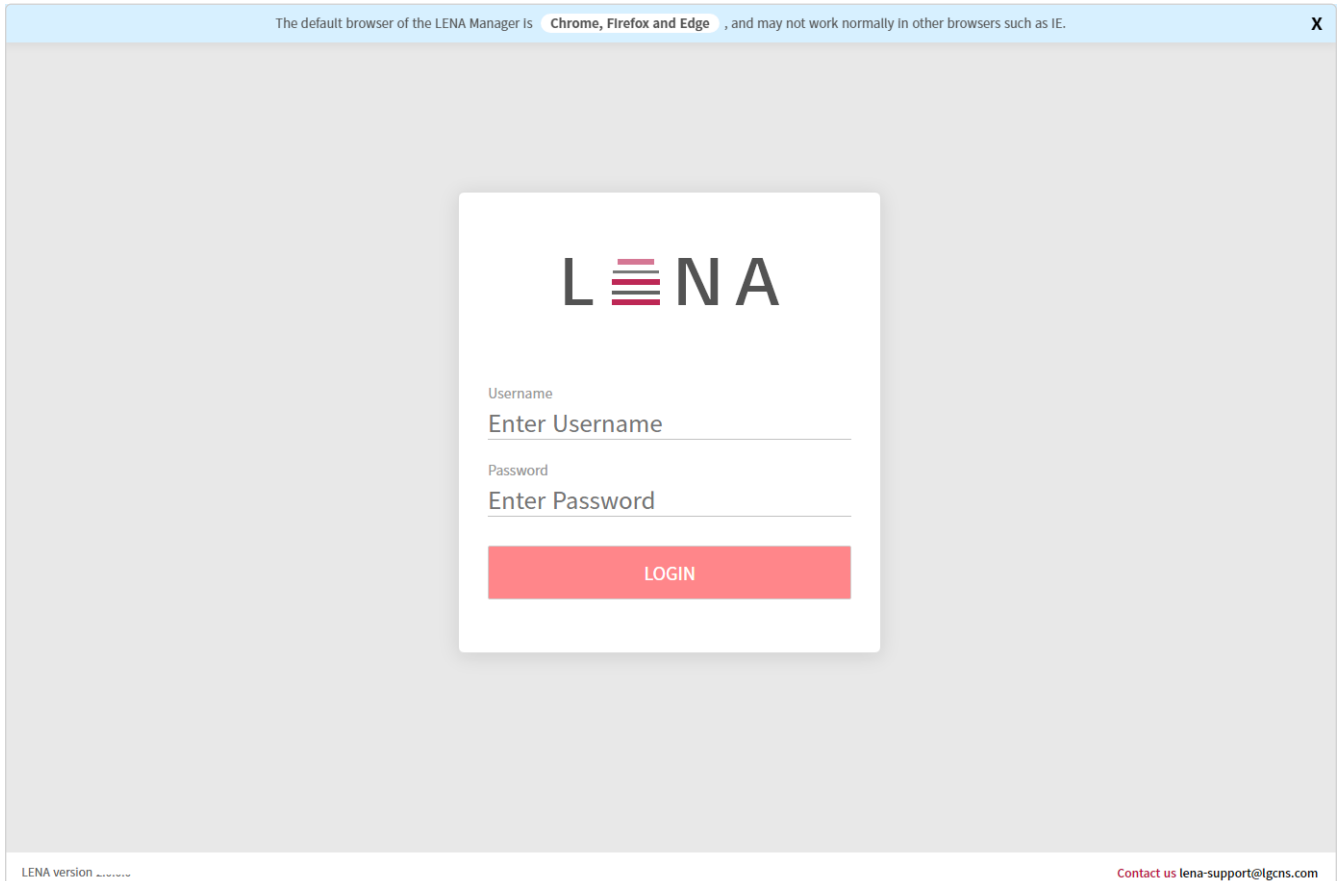 The default browser of the LENA Manager is Chrome, FIrefox and Edge , and may not work normally in other browsers such as IE. X
LENA
Username
Enter Username
Password
Enter Password
LOGIN
LENA version
Contact us lena-support@lgcns.com